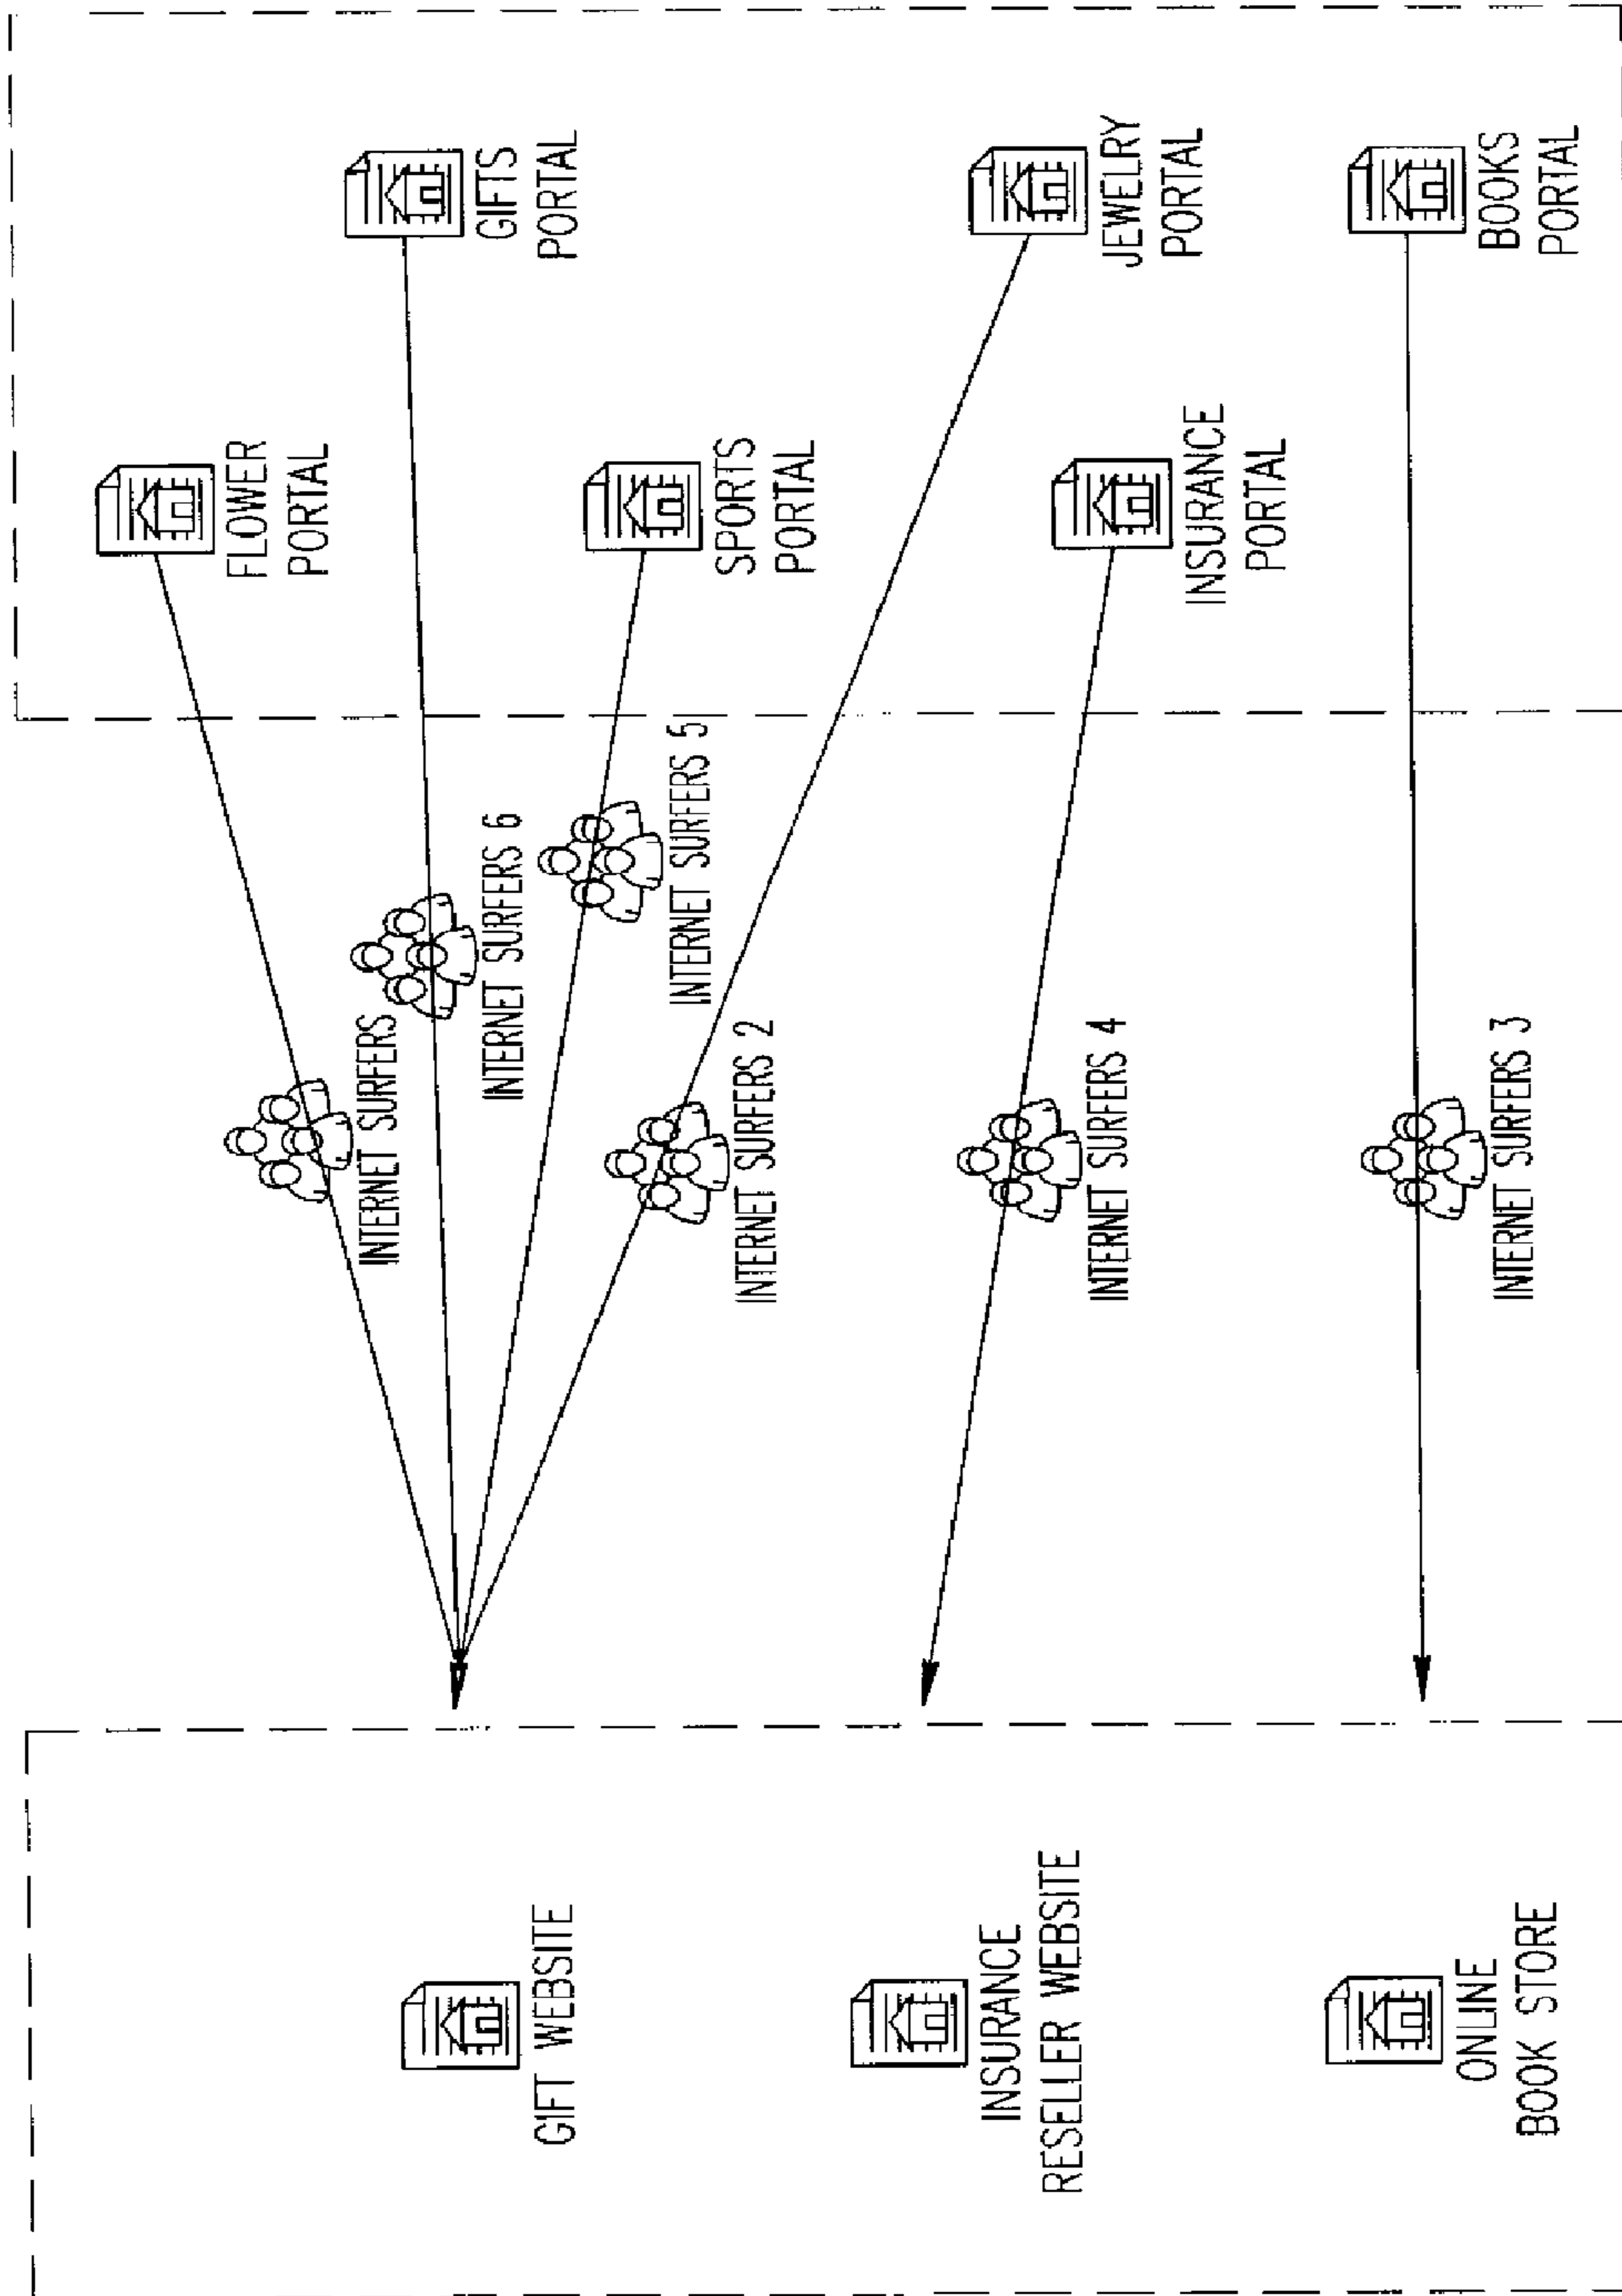 FLOWER
PORTAL
GIFTS
PORTAL
SPORTS
PORTAL
JEWELRY
PORTAL
INSURANCE
PORTAL
BOOKS
PORTAL
INTERNET SURFERS
INTERNET SURFERS 6
INTERNET SURFERS 5
INTERNET SURFERS 2
INTERNET SURFERS 4
INTERNET SURFERS 3
GIFT WEBSITE
INSURANCE
RESELLER WEBSITE
ONLINE
BOOK STORE